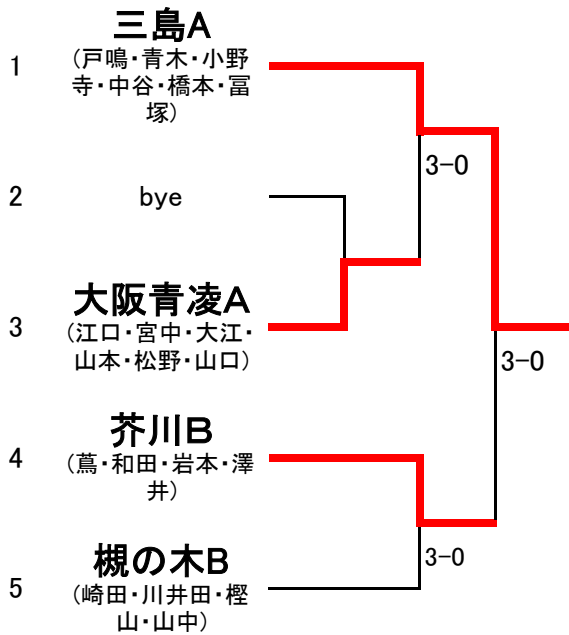 三島A
1
(戸鳴・青木・小野
寺・中谷・橋本・冨
塚)
3-0
2
bye
大阪青凌A
3
(江口・宮中・大江・
山本・松野・山口)
3-0
芥川B
4
(蔦・和田・岩本・澤
井)
槻の木B
3-0
5
(崎田・川井田・樫
山・山中)